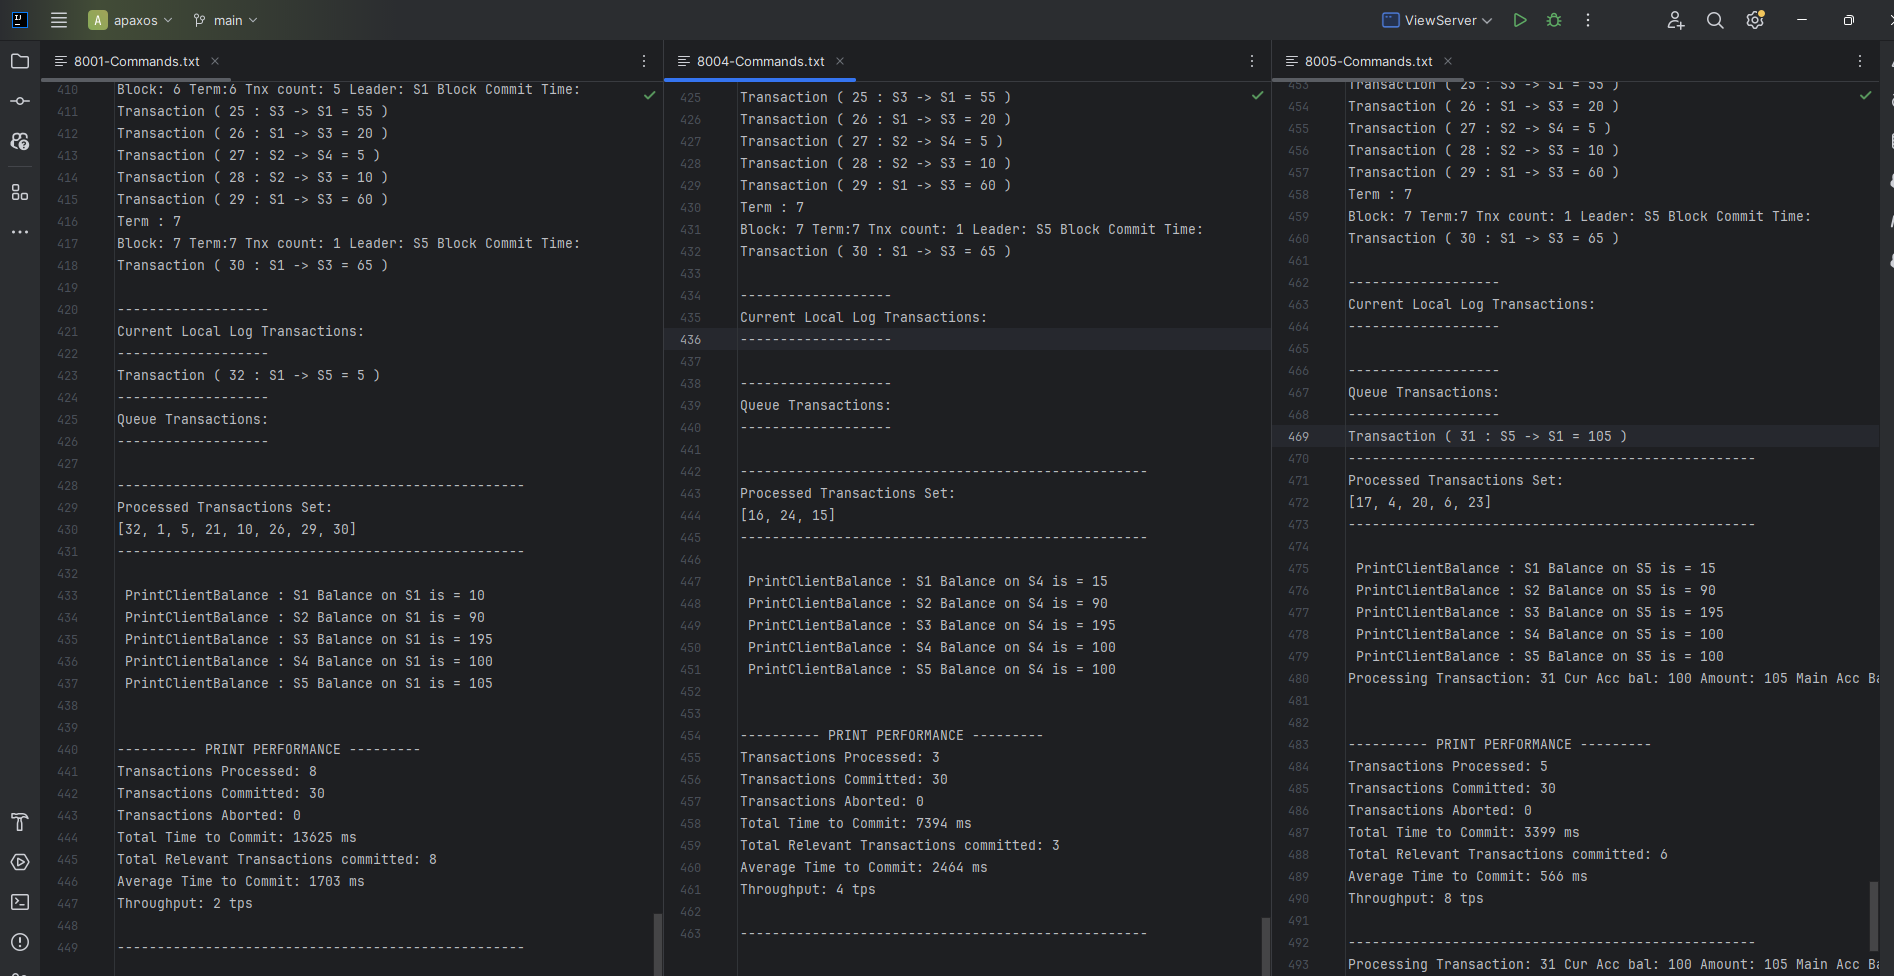 A apaxos main ViewServer
8001-Commands.txt
410 Block: 6 Term:6 Tnx count: 5 Leader: S1 Block Commit Time:
411 Transaction ( 25 : S3 -> S1 = 55 )
412 Transaction ( 26 : S1 -> S3 = 20 )
413 Transaction ( 27 : S2 -> S4 = 5 )
414 Transaction ( 28 : S2 -> S3 = 10 )
415 Transaction ( 29 : S1 -> S3 = 60 )
416 Term : 7
417 Block: 7 Term:7 Tnx count: 1 Leader: S5 Block Commit Time:
418 Transaction ( 30 : S1 -> S3 = 65 )
419
420 -------------------
421 Current Local Log Transactions:
422 -------------------
423 Transaction ( 32 : S1 -> S5 = 5 )
424 -------------------
425 Queue Transactions:
426 -------------------
427
428 ---------------------------------------------------
429 Processed Transactions Set:
430 [32, 1, 5, 21, 10, 26, 29, 30]
431 ---------------------------------------------------
432
433 PrintClientBalance : S1 Balance on S1 is = 10
434 PrintClientBalance : S2 Balance on S1 is = 90
435 PrintClientBalance : S3 Balance on S1 is = 195
436 PrintClientBalance : S4 Balance on S1 is = 100
437 PrintClientBalance : S5 Balance on S1 is = 105
438
439
440 ---------- PRINT PERFORMANCE ---------
441 Transactions Processed: 8
442 Transactions Committed: 30
443 Transactions Aborted: 0
444 Total Time to Commit: 13625 ms
445 Total Relevant Transactions committed: 8
446 Average Time to Commit: 1703 ms
447 Throughput: 2 tps
448
449 ---------------------------------------------------
8004-Commands.txt
425 Transaction ( 25 : S3 -> S1 = 55 )
426 Transaction ( 26 : S1 -> S3 = 20 )
427 Transaction ( 27 : S2 -> S4 = 5 )
428 Transaction ( 28 : S2 -> S3 = 10 )
429 Transaction ( 29 : S1 -> S3 = 60 )
430 Term : 7
431 Block: 7 Term:7 Tnx count: 1 Leader: S5 Block Commit Time:
432 Transaction ( 30 : S1 -> S3 = 65 )
433
434 -------------------
435 Current Local Log Transactions:
436 -------------------
437
438 -------------------
439 Queue Transactions:
440 -------------------
441
442 ---------------------------------------------------
443 Processed Transactions Set:
444 [16, 24, 15]
445 ---------------------------------------------------
446
447 PrintClientBalance : S1 Balance on S4 is = 15
448 PrintClientBalance : S2 Balance on S4 is = 90
449 PrintClientBalance : S3 Balance on S4 is = 195
450 PrintClientBalance : S4 Balance on S4 is = 100
451 PrintClientBalance : S5 Balance on S4 is = 100
452
453
454 ---------- PRINT PERFORMANCE ---------
455 Transactions Processed: 3
456 Transactions Committed: 30
457 Transactions Aborted: 0
458 Total Time to Commit: 7394 ms
459 Total Relevant Transactions committed: 3
460 Average Time to Commit: 2464 ms
461 Throughput: 4 tps
462
463 ---------------------------------------------------
8005-Commands.txt
453 Transaction ( 25 : S3 -> S1 = 55 )
454 Transaction ( 26 : S1 -> S3 = 20 )
455 Transaction ( 27 : S2 -> S4 = 5 )
456 Transaction ( 28 : S2 -> S3 = 10 )
457 Transaction ( 29 : S1 -> S3 = 60 )
458 Term : 7
459 Block: 7 Term:7 Tnx count: 1 Leader: S5 Block Commit Time:
460 Transaction ( 30 : S1 -> S3 = 65 )
461
462 -------------------
463 Current Local Log Transactions:
464 -------------------
465
466 -------------------
467 Queue Transactions:
468 -------------------
469 Transaction ( 31 : S5 -> S1 = 105 )
470 ---------------------------------------------------
471 Processed Transactions Set:
472 [17, 4, 20, 6, 23]
473 ---------------------------------------------------
474
475 PrintClientBalance : S1 Balance on S5 is = 15
476 PrintClientBalance : S2 Balance on S5 is = 90
477 PrintClientBalance : S3 Balance on S5 is = 195
478 PrintClientBalance : S4 Balance on S5 is = 100
479 PrintClientBalance : S5 Balance on S5 is = 100
480 Processing Transaction: 31 Cur Acc bal: 100 Amount: 105 Main Acc Ba
481
482
483 ---------- PRINT PERFORMANCE ---------
484 Transactions Processed: 5
485 Transactions Committed: 30
486 Transactions Aborted: 0
487 Total Time to Commit: 3399 ms
488 Total Relevant Transactions committed: 6
489 Average Time to Commit: 566 ms
490 Throughput: 8 tps
491
492 ---------------------------------------------------
493 Processing Transaction: 31 Cur Acc bal: 100 Amount: 105 Main Acc Ba